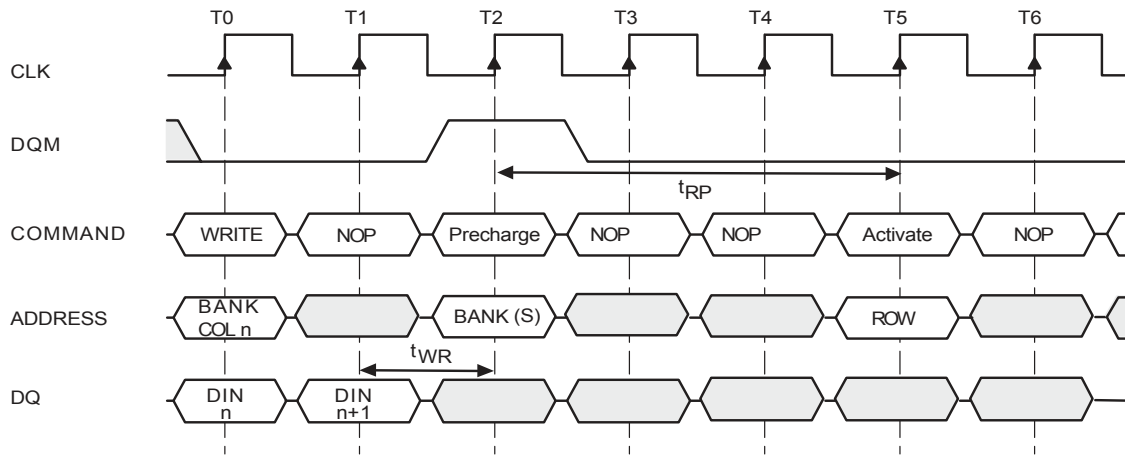 T0 T1 T2 T3 T4 T5 T6
CLK
DQM
tRP
COMMAND WRITE NOP Precharge NOP NOP Activate NOP
ADDRESS BANK COL n BANK (S) ROW
tWR
DQ DIN n DIN n+1